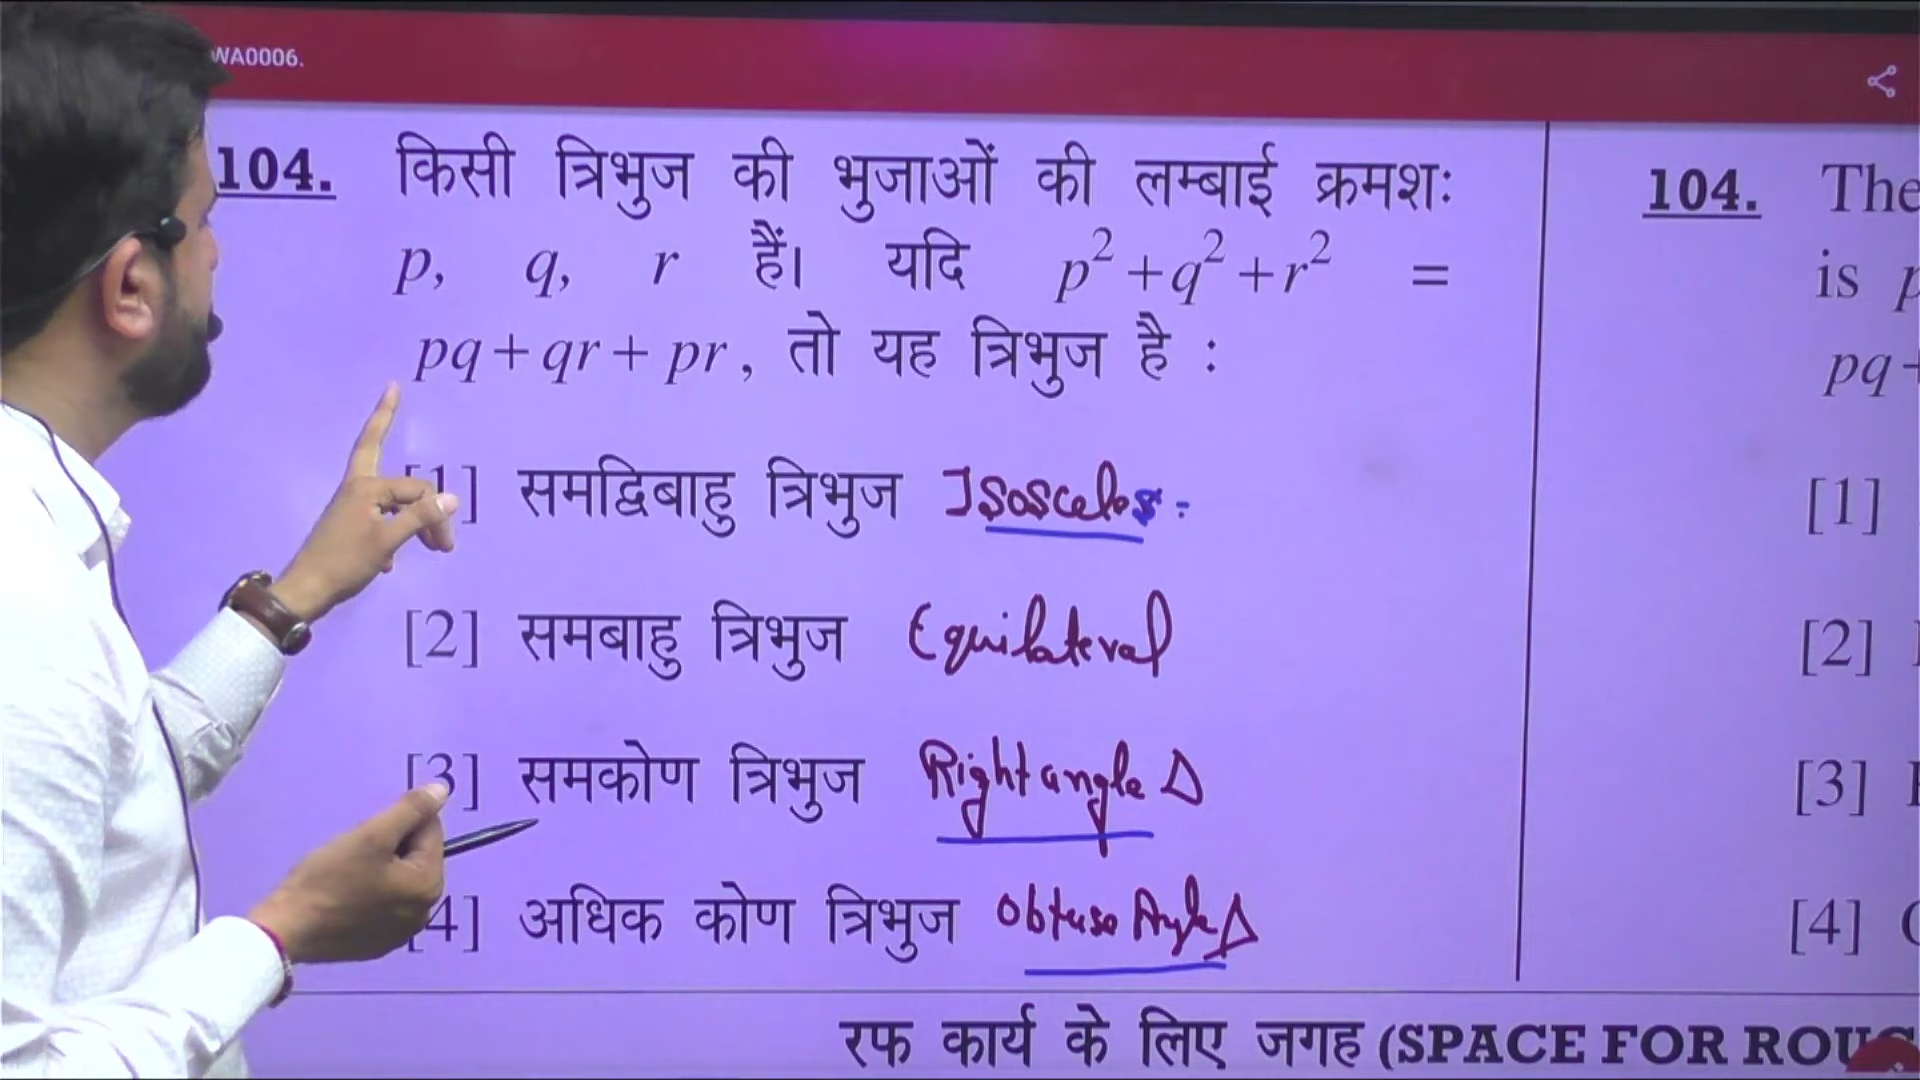 WA0006.
104. किसी त्रिभुज की भुजाओं की लम्बाई क्रमशः
p, q, r हैं। यदि p²+q²+r² =
pq+qr+pr, तो यह त्रिभुज है :
[1] समद्विबाहु त्रिभुज Isosceles
[2] समबाहु त्रिभुज Equilateral
[3] समकोण त्रिभुज Right angle Δ
[4] अधिक कोण त्रिभुज Obtuse Angle Δ
104. The
is p
pq+
[1]
[2]
[3]
[4]
रफ कार्य के लिए जगह (SPACE FOR ROUG